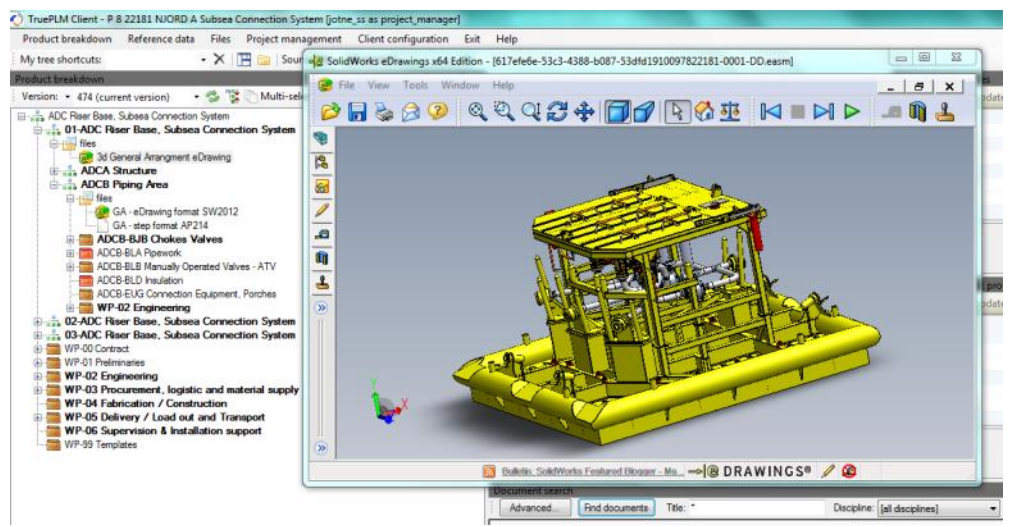 TruePLM Client - P 8 22181 NJORD A Subsea Connection System [jotne_ss as project_manager]
Product breakdown Reference data Files Project management Client configuration Exit Help
My tree shortcuts:
Sour
Product breakdown
Version: 474 (current version) Multi-sele
ADC Riser Base, Subsea Connection System
01-ADC Riser Base, Subsea Connection System
files
3d General Arrangment eDrawing
ADCA Structure
ADCB Piping Area
files
GA - eDrawing format SW2012
GA - step format AP214
ADCB-BJB Chokes Valves
ADCB-BLA Pipework
ADCB-BLB Manually Operated Valves - ATV
ADCB-BLD Insulation
ADCB-EUG Connection Equipment, Porches
WP-02 Engineering
02-ADC Riser Base, Subsea Connection System
03-ADC Riser Base, Subsea Connection System
WP-00 Contract
WP-01 Preliminaries
WP-02 Engineering
WP-03 Procurement, logistic and material supply
WP-04 Fabrication / Construction
WP-05 Delivery / Load out and Transport
WP-06 Supervision & Installation support
WP-99 Templates
SolidWorks eDrawings x64 Edition - [617efe6e-53c3-4388-b087-53dfd1910097822181-0001-DD.easm]
File View Tools Window Help
Y
X
Bulletin: SolidWorks Featured Blogger - Ma...
DRAWINGS®
Document search
Advanced... Find documents Title: * Discipline: [all disciplines]